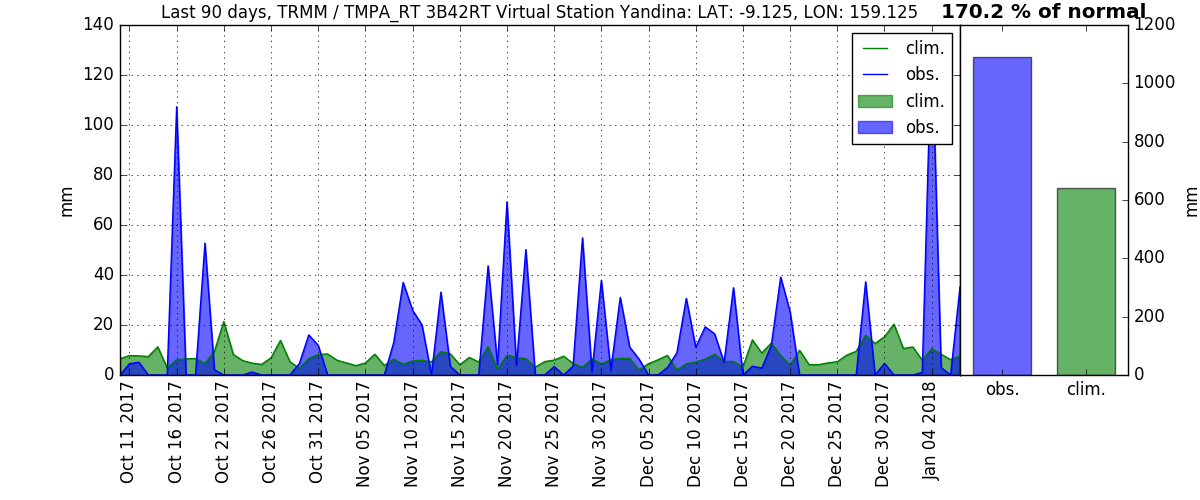 Last 90 days, TRMM / TMPA_RT 3B42RT Virtual Station Yandina: LAT: -9.125, LON: 159.125
170.2 % of normal
140
120
100
80
60
40
20
0
mm
clim.
obs.
clim.
obs.
1200
1000
800
600
400
200
0
mm
Oct 11 2017
Oct 16 2017
Oct 21 2017
Oct 26 2017
Oct 31 2017
Nov 05 2017
Nov 10 2017
Nov 15 2017
Nov 20 2017
Nov 25 2017
Nov 30 2017
Dec 05 2017
Dec 10 2017
Dec 15 2017
Dec 20 2017
Dec 25 2017
Dec 30 2017
Jan 04 2018
obs.
clim.